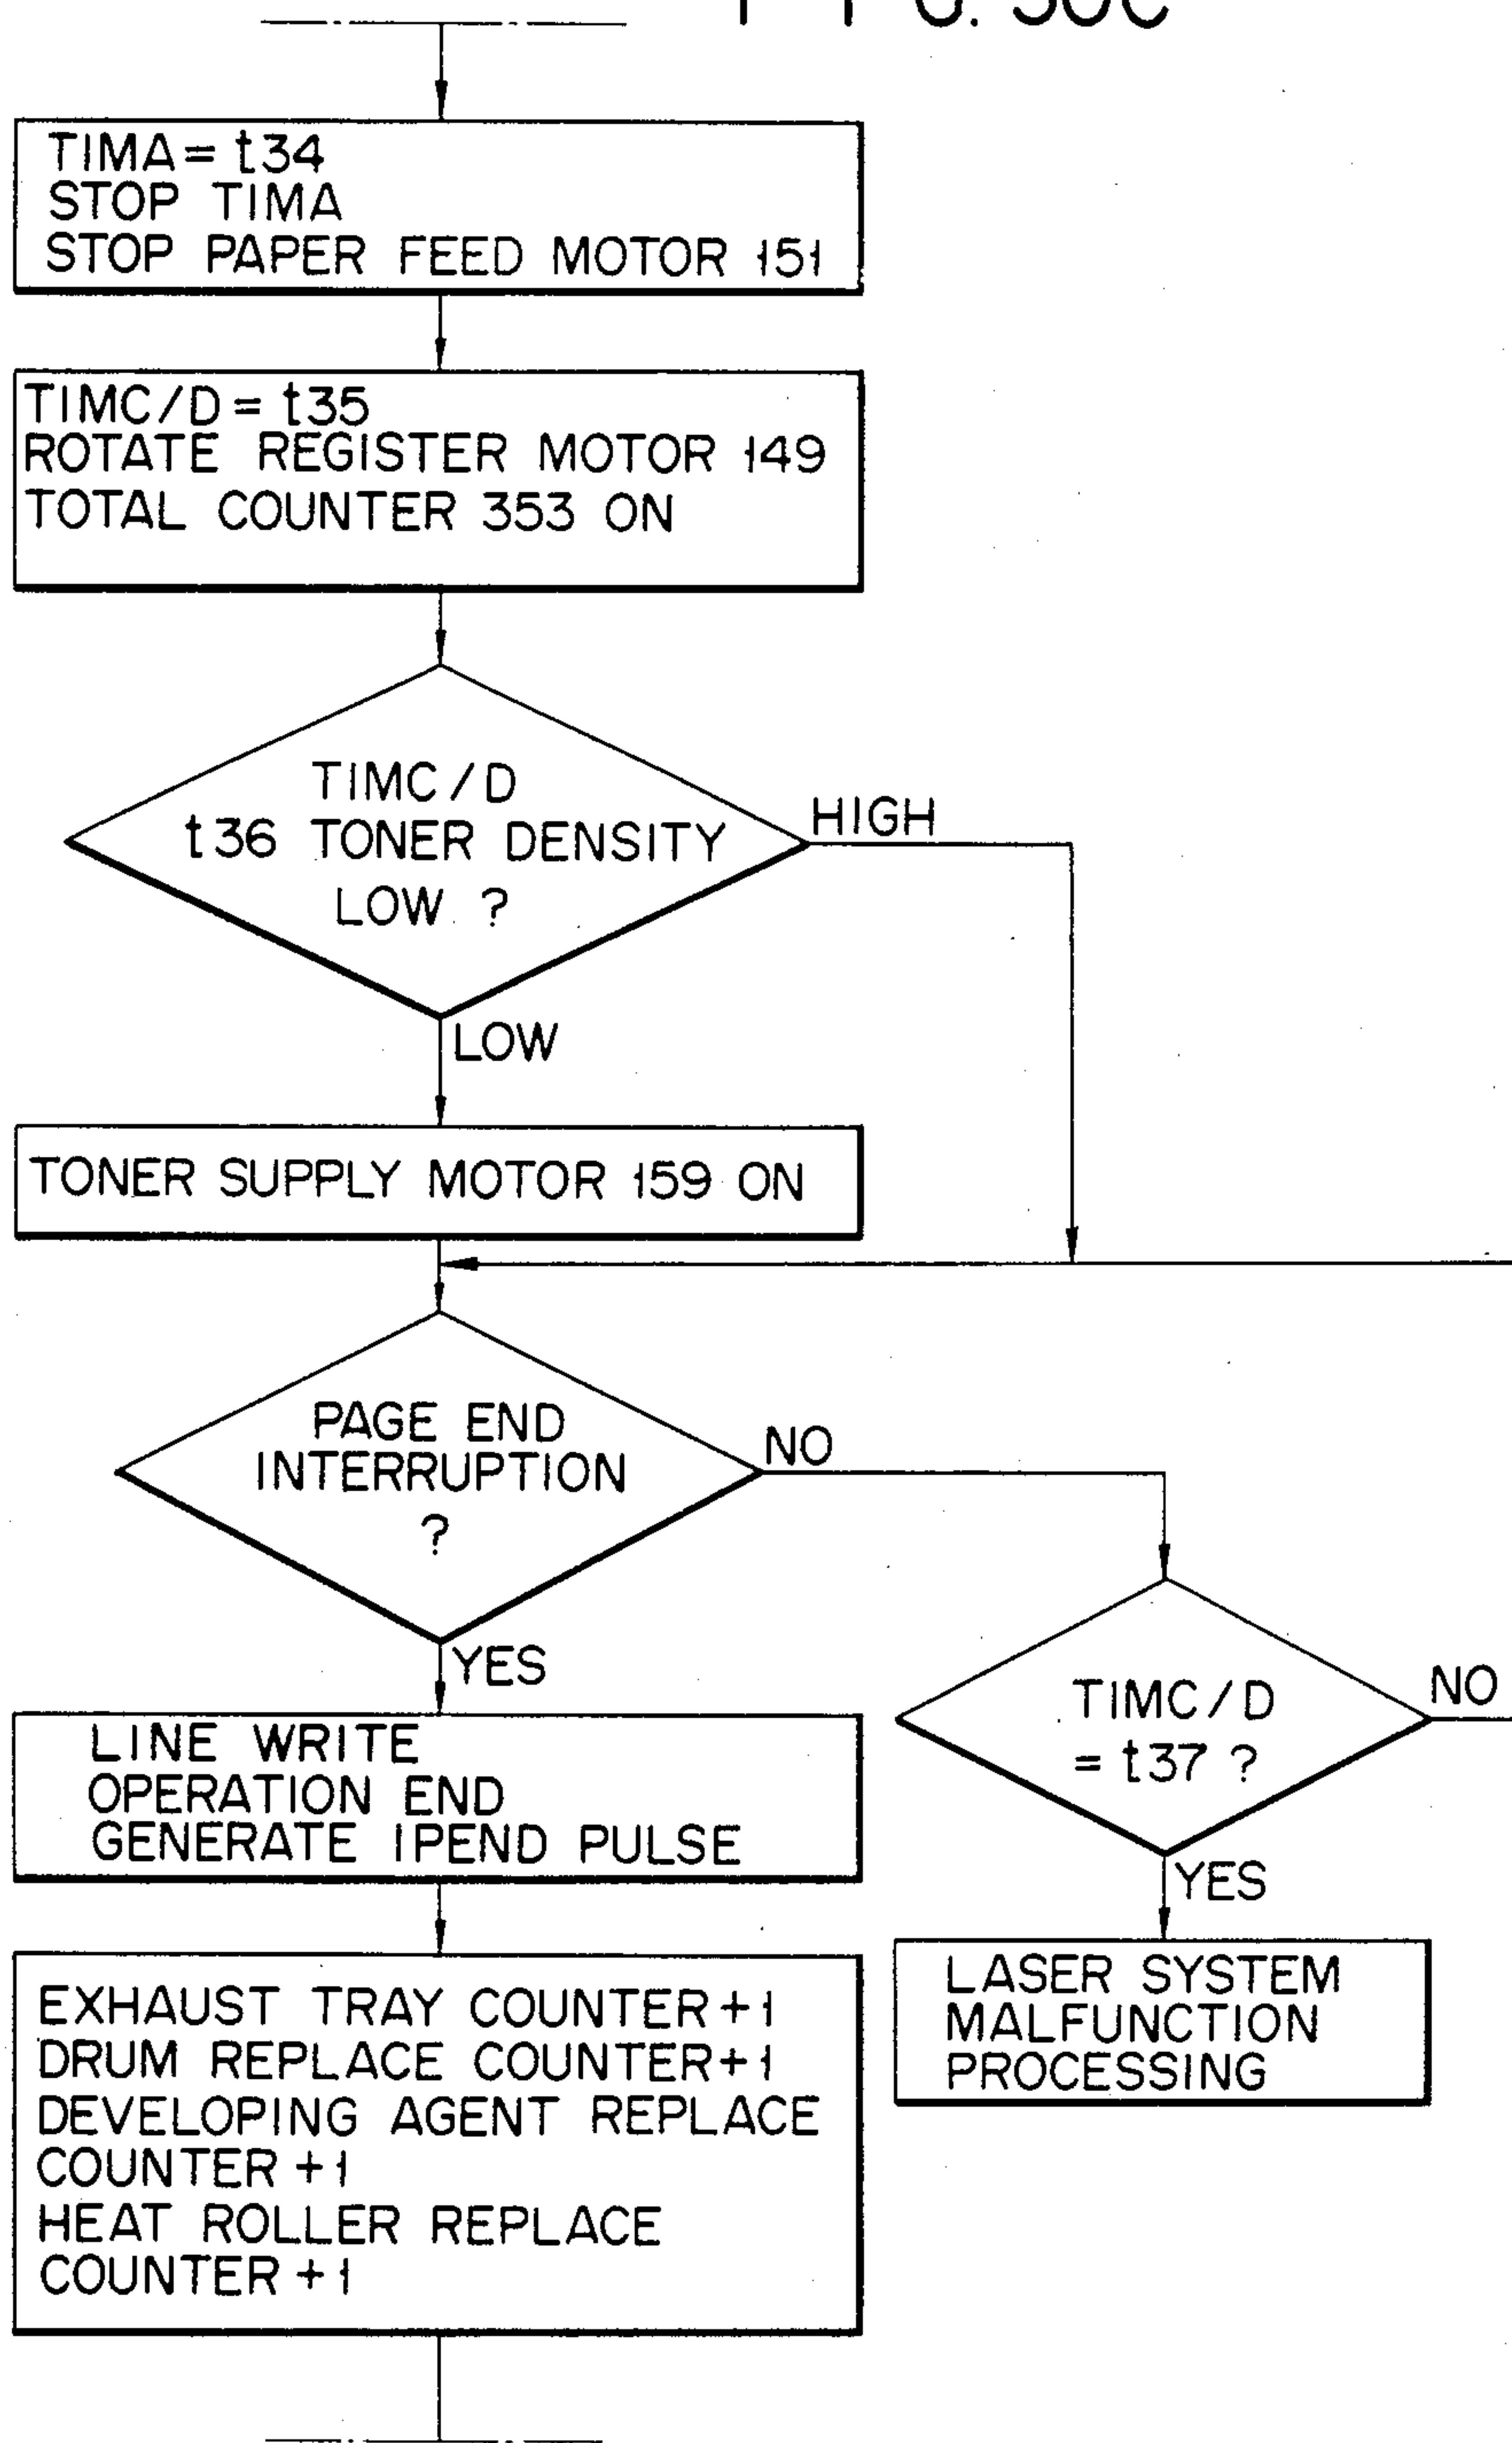 TIMA= t34
STOP TIMA
STOP PAPER FEED MOTOR 151
TIMC/D= t35
ROTATE REGISTER MOTOR 149
TOTAL COUNTER 353 ON
TIMC/D
t36 TONER DENSITY
LOW ?
HIGH
LOW
TONER SUPPLY MOTOR 159 ON
PAGE END
INTERRUPTION
?
NO
YES
TIMC/D
= t37 ?
NO
YES
LINE WRITE
OPERATION END
GENERATE IPEND PULSE
LASER SYSTEM
MALFUNCTION
PROCESSING
EXHAUST TRAY COUNTER+1
DRUM REPLACE COUNTER+1
DEVELOPING AGENT REPLACE
COUNTER+1
HEAT ROLLER REPLACE
COUNTER+1